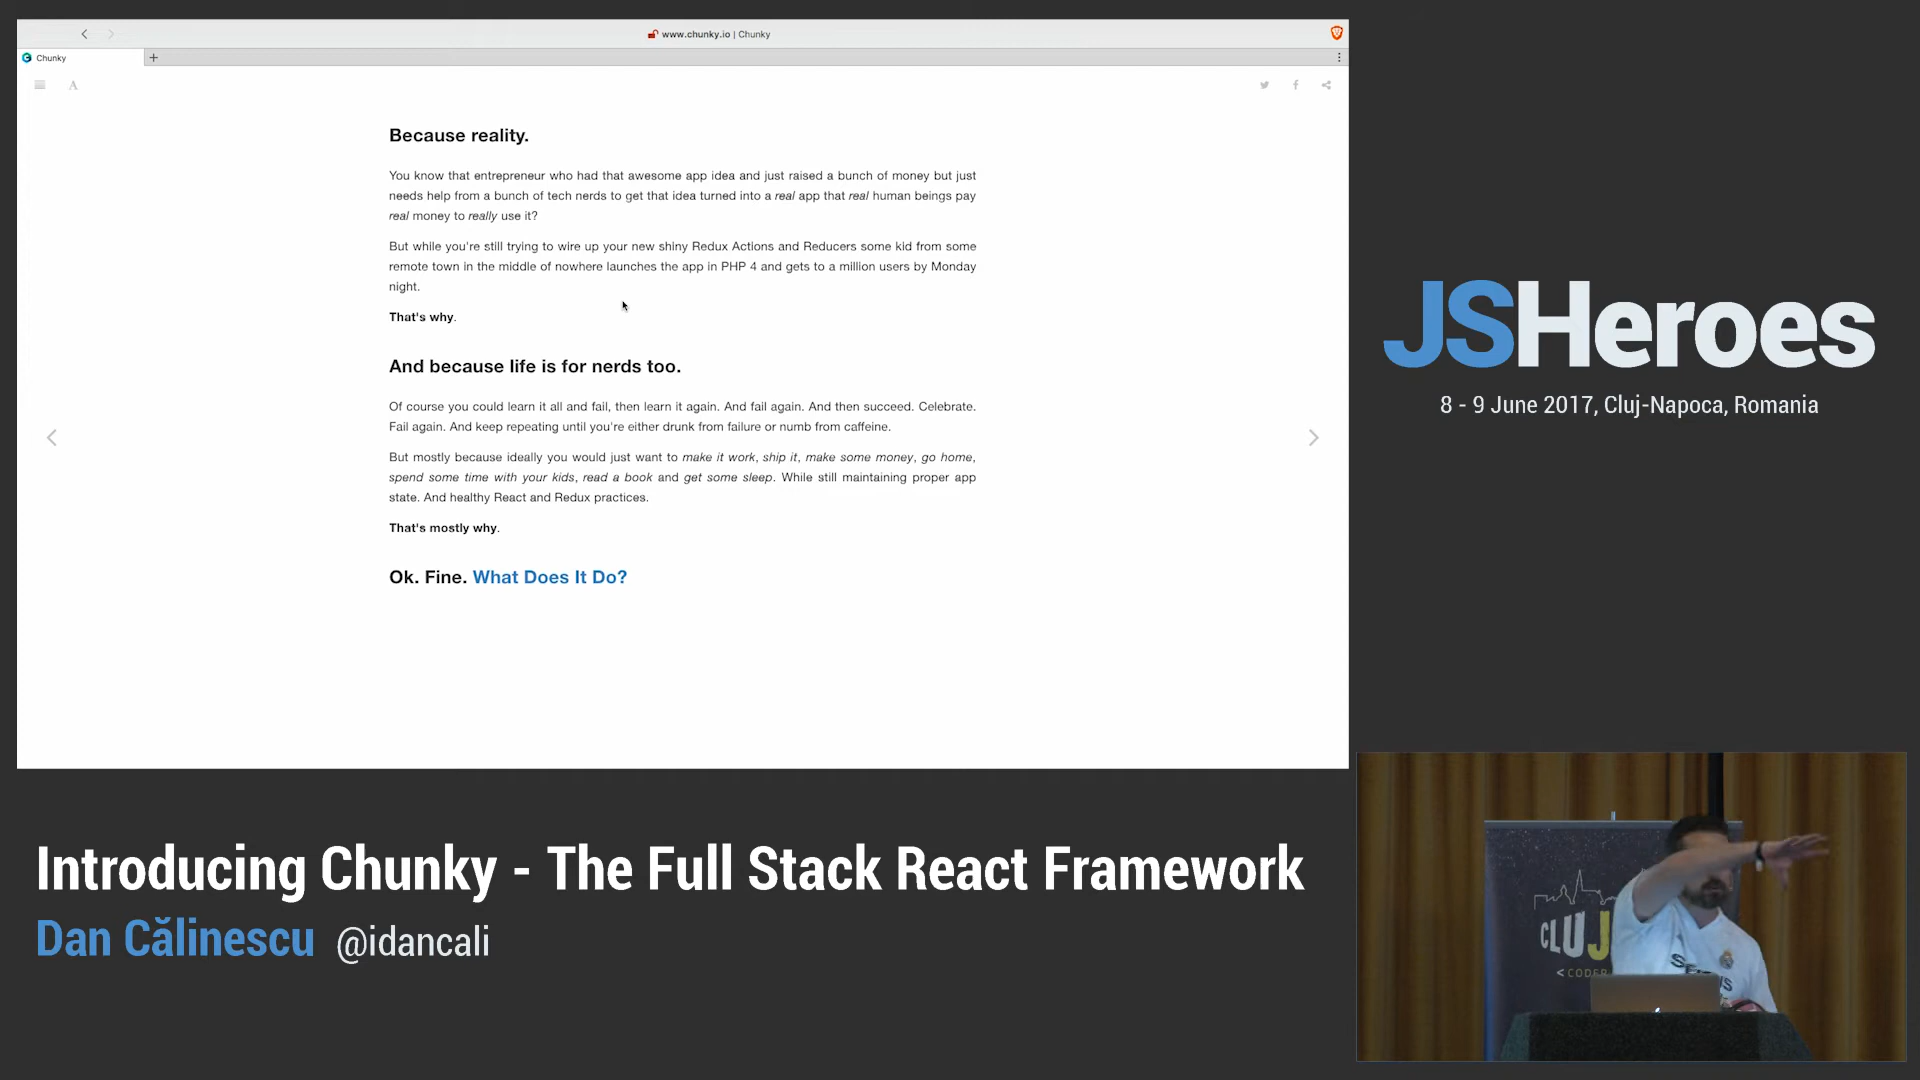 www.chunky.io | Chunky
Chunky
A
Because reality.
You know that entrepreneur who had that awesome app idea and just raised a bunch of money but just
needs help from a bunch of tech nerds to get that idea turned into a real app that real human beings pay
real money to really use it?
But while you're still trying to wire up your new shiny Redux Actions and Reducers some kid from some
remote town in the middle of nowhere launches the app in PHP 4 and gets to a million users by Monday
night.
That's why.
And because life is for nerds too.
Of course you could learn it all and fail, then learn it again. And fail again. And then succeed. Celebrate.
Fail again. And keep repeating until you're either drunk from failure or numb from caffeine.
But mostly because ideally you would just want to make it work, ship it, make some money, go home,
spend some time with your kids, read a book and get some sleep. While still maintaining proper app
state. And healthy React and Redux practices.
That's mostly why.
Ok. Fine. What Does It Do?
JSHeroes
8 - 9 June 2017, Cluj-Napoca, Romania
CLUJ
<CODER
Introducing Chunky - The Full Stack React Framework
Dan Călinescu @idancali